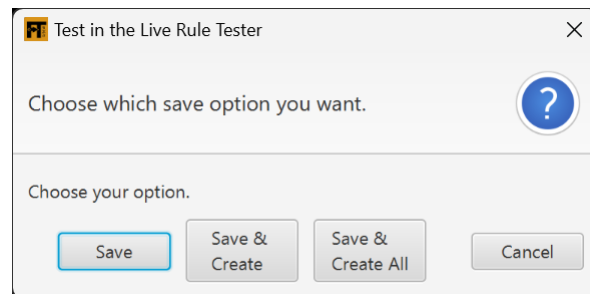 FT Test in the Live Rule Tester
Choose which save option you want.
?
Choose your option.
Save
Save &
Create
Save &
Create All
Cancel